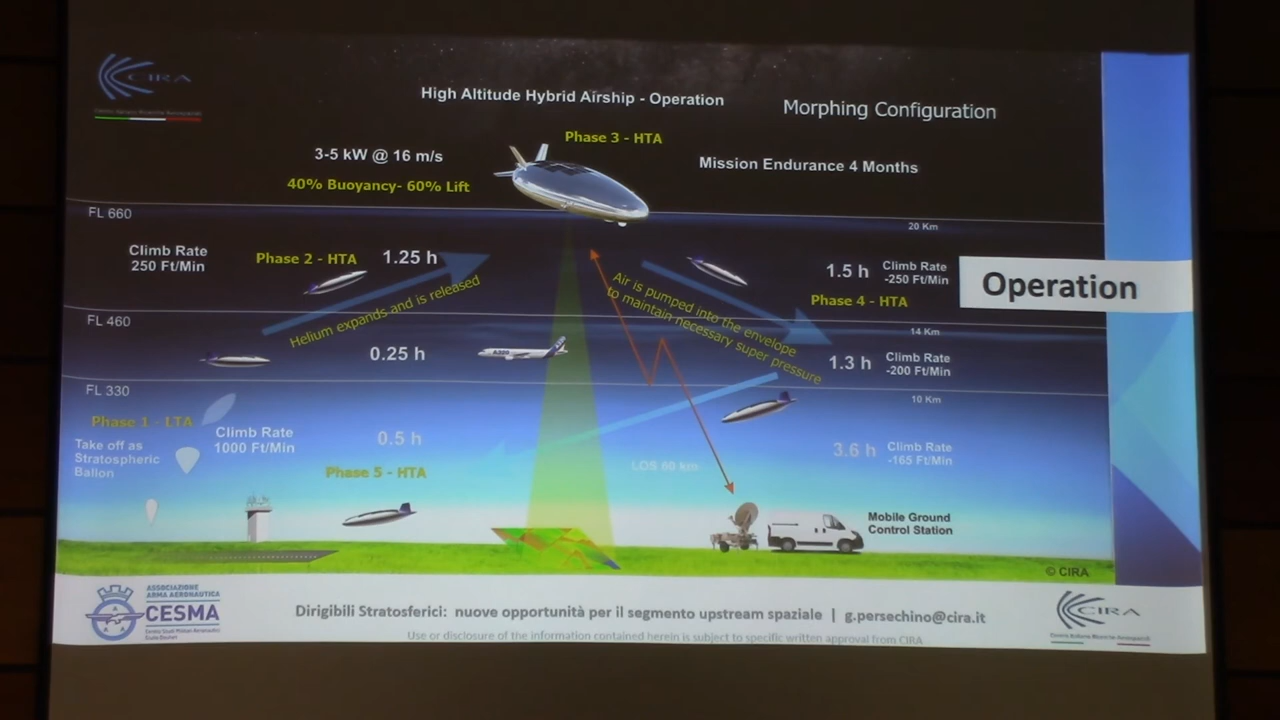 CIRA
High Altitude Hybrid Airship - Operation
Morphing Configuration
Phase 3 - HTA
3-5 kW @ 16 m/s
Mission Endurance 4 Months
40% Buoyancy- 60% Lift
FL 660
20 Km
Climb Rate
250 Ft/Min
Phase 2 - HTA
1.25 h
Helium expands and is released
Air is pumped into the envelope
to maintain necessary super pressure
1.5 h
Climb Rate
-250 Ft/Min
Phase 4 - HTA
Operation
FL 460
14 Km
0.25 h
A320
1.3 h
Climb Rate
-200 Ft/Min
FL 330
10 Km
Phase 1 - LTA
Take off as
Stratospheric
Ballon
Climb Rate
1000 Ft/Min
0.5 h
Phase 5 - HTA
LOS 60 km
3.6 h
Climb Rate
-165 Ft/Min
Mobile Ground
Control Station
© CIRA
ASSOCIAZIONE
ARMA AERONAUTICA
CESMA
Dirigibili Stratosferici: nuove opportunità per il segmento upstream spaziale | g.persechino@cira.it
Use or disclosure of the information contained herein is subject to specific written approval from CIRA
CIRA